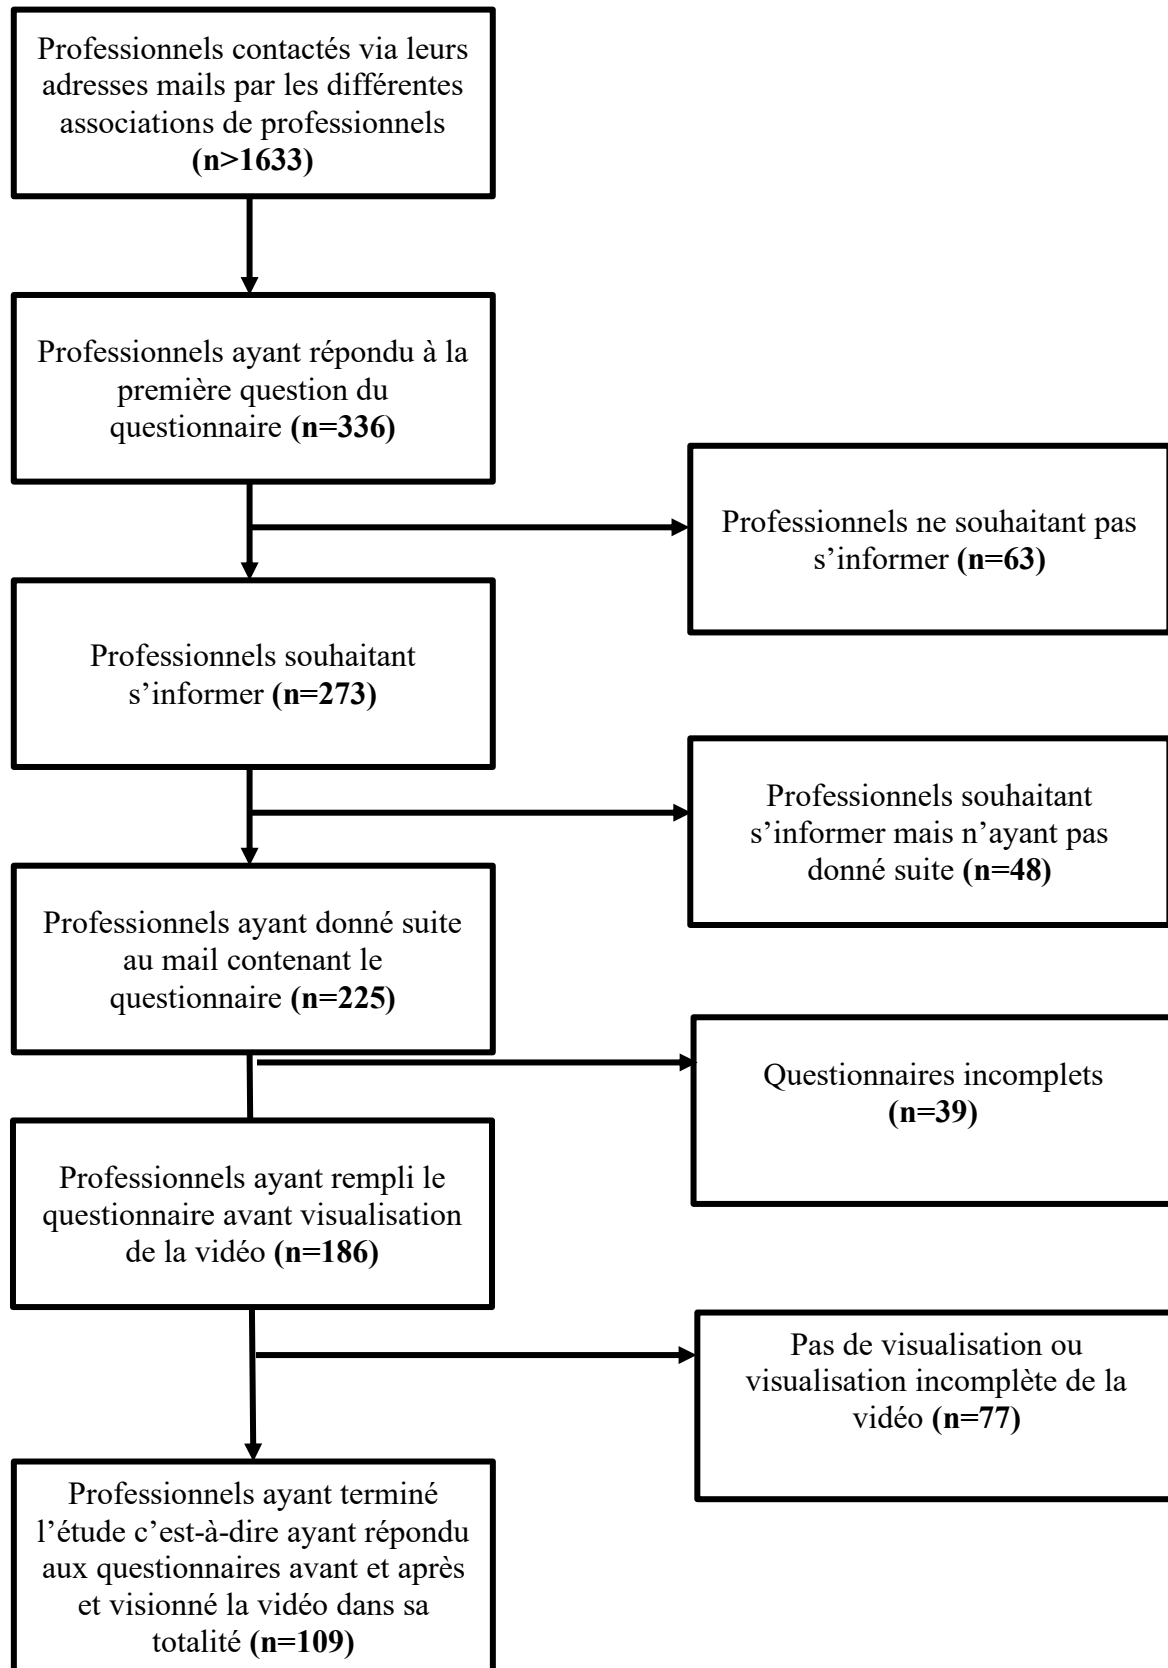 Professionnels contactés via leurs
adresses mails par les différentes
associations de professionnels
(n>1633)
Professionnels ayant répondu à la
première question du
questionnaire (n=336)
Professionnels ne souhaitant pas
s’informer (n=63)
Professionnels souhaitant
s’informer (n=273)
Professionnels souhaitant
s’informer mais n’ayant pas
donné suite (n=48)
Professionnels ayant donné suite
au mail contenant le
questionnaire (n=225)
Questionnaires incomplets
(n=39)
Professionnels ayant rempli le
questionnaire avant visualisation
de la vidéo (n=186)
Pas de visualisation ou
visualisation incomplète de la
vidéo (n=77)
Professionnels ayant terminé
l’étude c’est-à-dire ayant répondu
aux questionnaires avant et après
et visionné la vidéo dans sa
totalité (n=109)